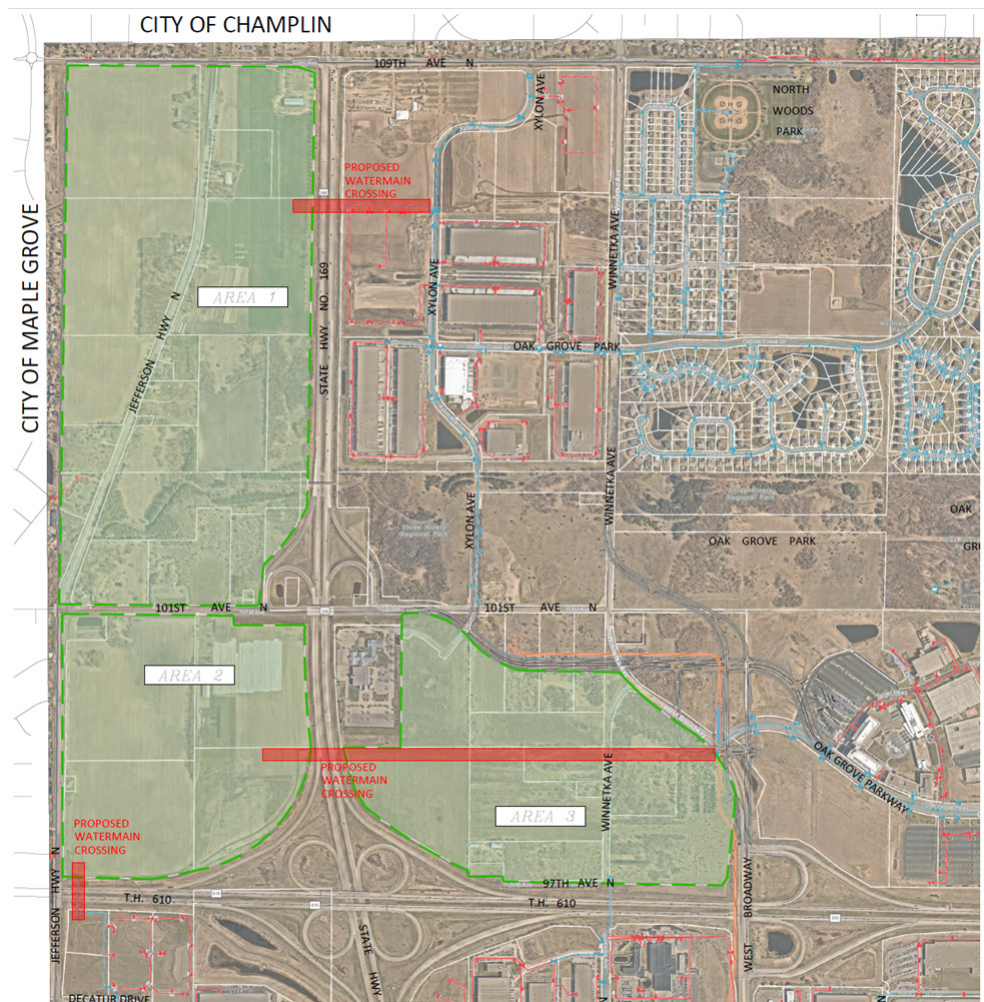 CITY OF CHAMPLIN
CITY OF MAPLE GROVE
109TH AVE N
XYLON AVE
NORTH
WOODS
PARK
PROPOSED
WATERMAIN
CROSSING
WINNETKA AVE
XYLON AVE
STATE HWY NO. 169
AREA 1
JEFFERSON HWY N
OAK GROVE PARK
XYLON AVE
WINNETKA AVE
OAK
OAK GROVE PARK
GR
101ST AVE N
101ST AVE N
AREA 2
PROPOSED
WATERMAIN
CROSSING
WINNETKA AVE
OAK GROVE PARKWAY
AREA 3
PROPOSED
WATERMAIN
CROSSING
JEFFERSON HWY N
97TH AVE N
T.H. 610
T.H. 610
STATE HWY
WEST BROADWAY
DECATUR DRIVE
N